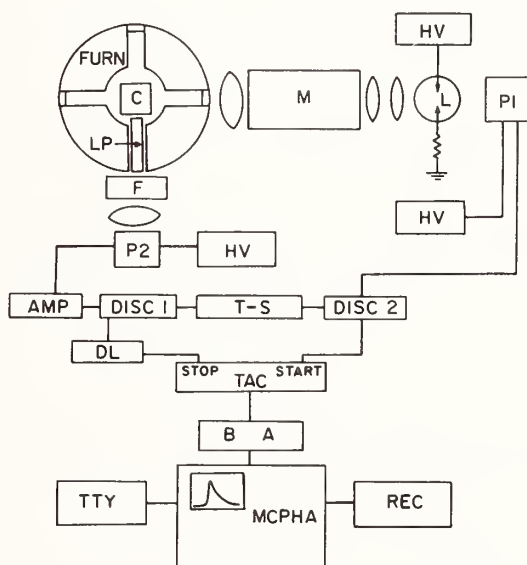 HV
FURN
C
M
L
PI
LP
F
HV
P2
HV
AMP
DISC 1
T-S
DISC 2
DL
STOP
START
TAC
B A
TTY
MCPHA
REC